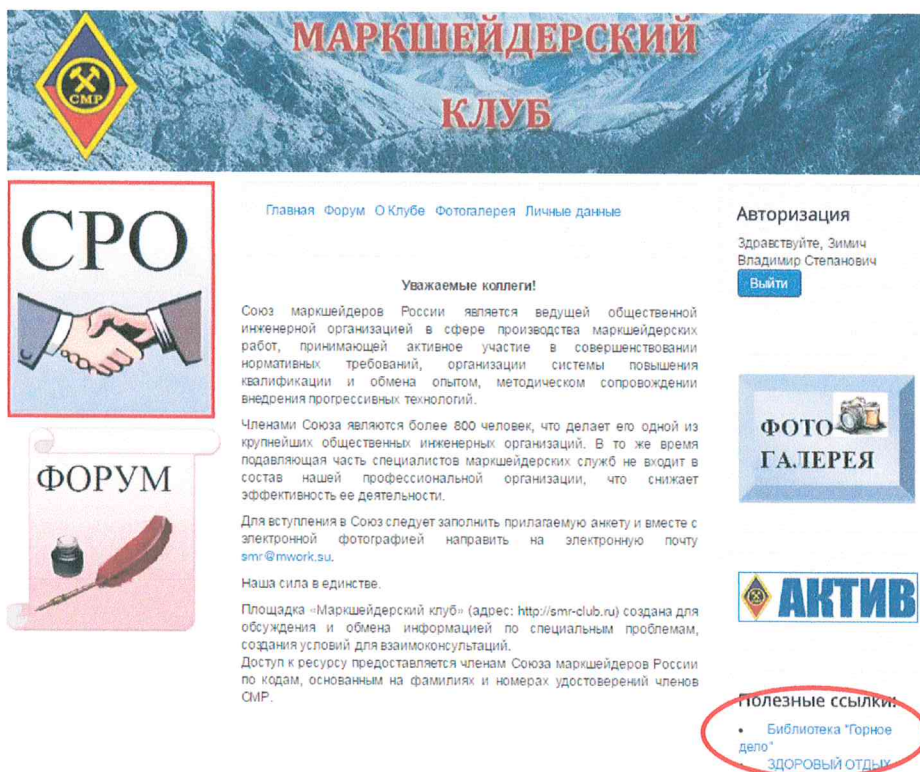 МАРКШЕЙДЕРСКИЙ
КЛУБ
СМР
СРО
ФОРУМ
Главная Форум О Клубе Фотогалерея Личные данные
Уважаемые коллеги!
Союз маркшейдеров России является ведущей общественной
инженерной организацией в сфере производства маркшейдерских
работ, принимающей активное участие в совершенствовании
нормативных требований, организации системы повышения
квалификации и обмена опытом, методическом сопровождении
внедрения прогрессивных технологий.
Членами Союза являются более 800 человек, что делает его одной из
крупнейших общественных инженерных организаций. В то же время
подавляющая часть специалистов маркшейдерских служб не входит в
состав нашей профессиональной организации, что снижает
эффективность ее деятельности.
Для вступления в Союз следует заполнить прилагаемую анкету и вместе с
электронной фотографией направить на электронную почту
smr@mwork.su.
Наша сила в единстве.
Площадка «Маркшейдерский клуб» (адрес: http://smr-club.ru) создана для
обсуждения и обмена информацией по специальным проблемам,
создания условий для взаимоконсультаций.
Доступ к ресурсу предоставляется членам Союза маркшейдеров России
по кодам, основанным на фамилиях и номерах удостоверений членов
СМР.
Авторизация
Здравствуйте, Зимич
Владимир Степанович
Выйти
ФОТО
ГАЛЕРЕЯ
АКТИВ
Полезные ссылки:
• Библиотека "Горное
дело"
• ЗДОРОВЫЙ ОТДЫХ